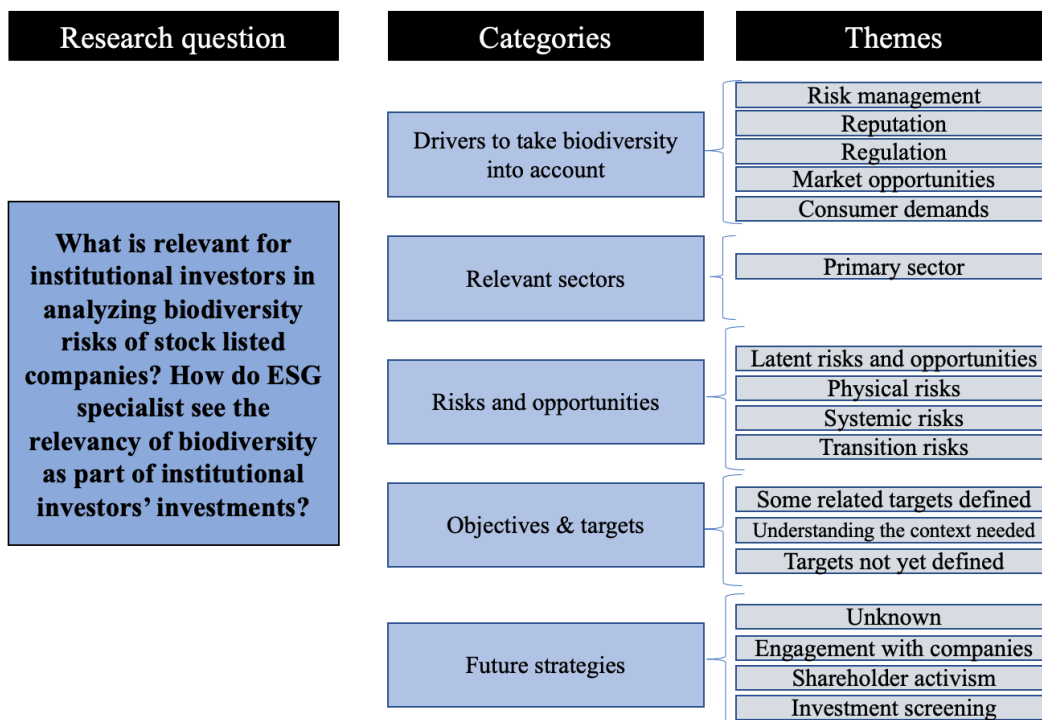 Research question
Categories
Themes
What is relevant for
institutional investors in
analyzing biodiversity
risks of stock listed
companies? How do ESG
specialist see the
relevancy of biodiversity
as part of institutional
investors’ investments?
Drivers to take biodiversity
into account
Risk management
Reputation
Regulation
Market opportunities
Consumer demands
Relevant sectors
Primary sector
Risks and opportunities
Latent risks and opportunities
Physical risks
Systemic risks
Transition risks
Objectives & targets
Some related targets defined
Understanding the context needed
Targets not yet defined
Future strategies
Unknown
Engagement with companies
Shareholder activism
Investment screening